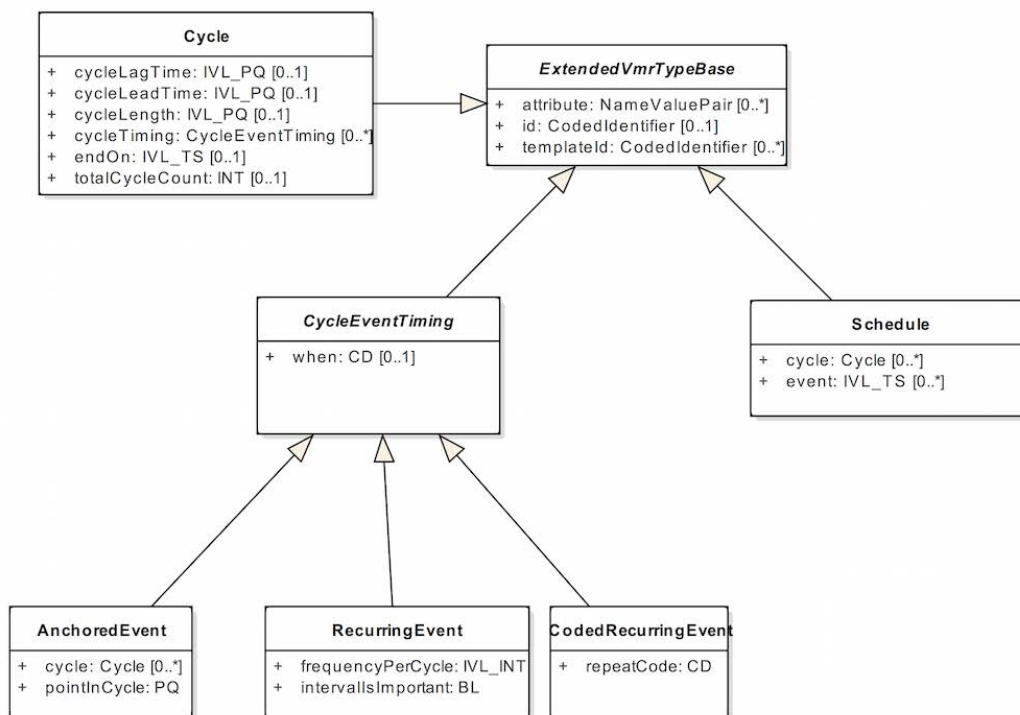 Cycle
+ cycleLagTime: IVL_PQ [0..1]
+ cycleLeadTime: IVL_PQ [0..1]
+ cycleLength: IVL_PQ [0..1]
+ cycleTiming: CycleEventTiming [0..*]
+ endOn: IVL_TS [0..1]
+ totalCycleCount: INT [0..1]
ExtendedVmrTypeBase
+ attribute: NameValuePair [0..*]
+ id: CodedIdentifier [0..1]
+ templateId: CodedIdentifier [0..*]
CycleEventTiming
+ when: CD [0..1]
Schedule
+ cycle: Cycle [0..*]
+ event: IVL_TS [0..*]
AnchoredEvent
+ cycle: Cycle [0..*]
+ pointInCycle: PQ
RecurringEvent
+ frequencyPerCycle: IVL_INT
+ intervalIsImportant: BL
CodedRecurringEvent
+ repeatCode: CD